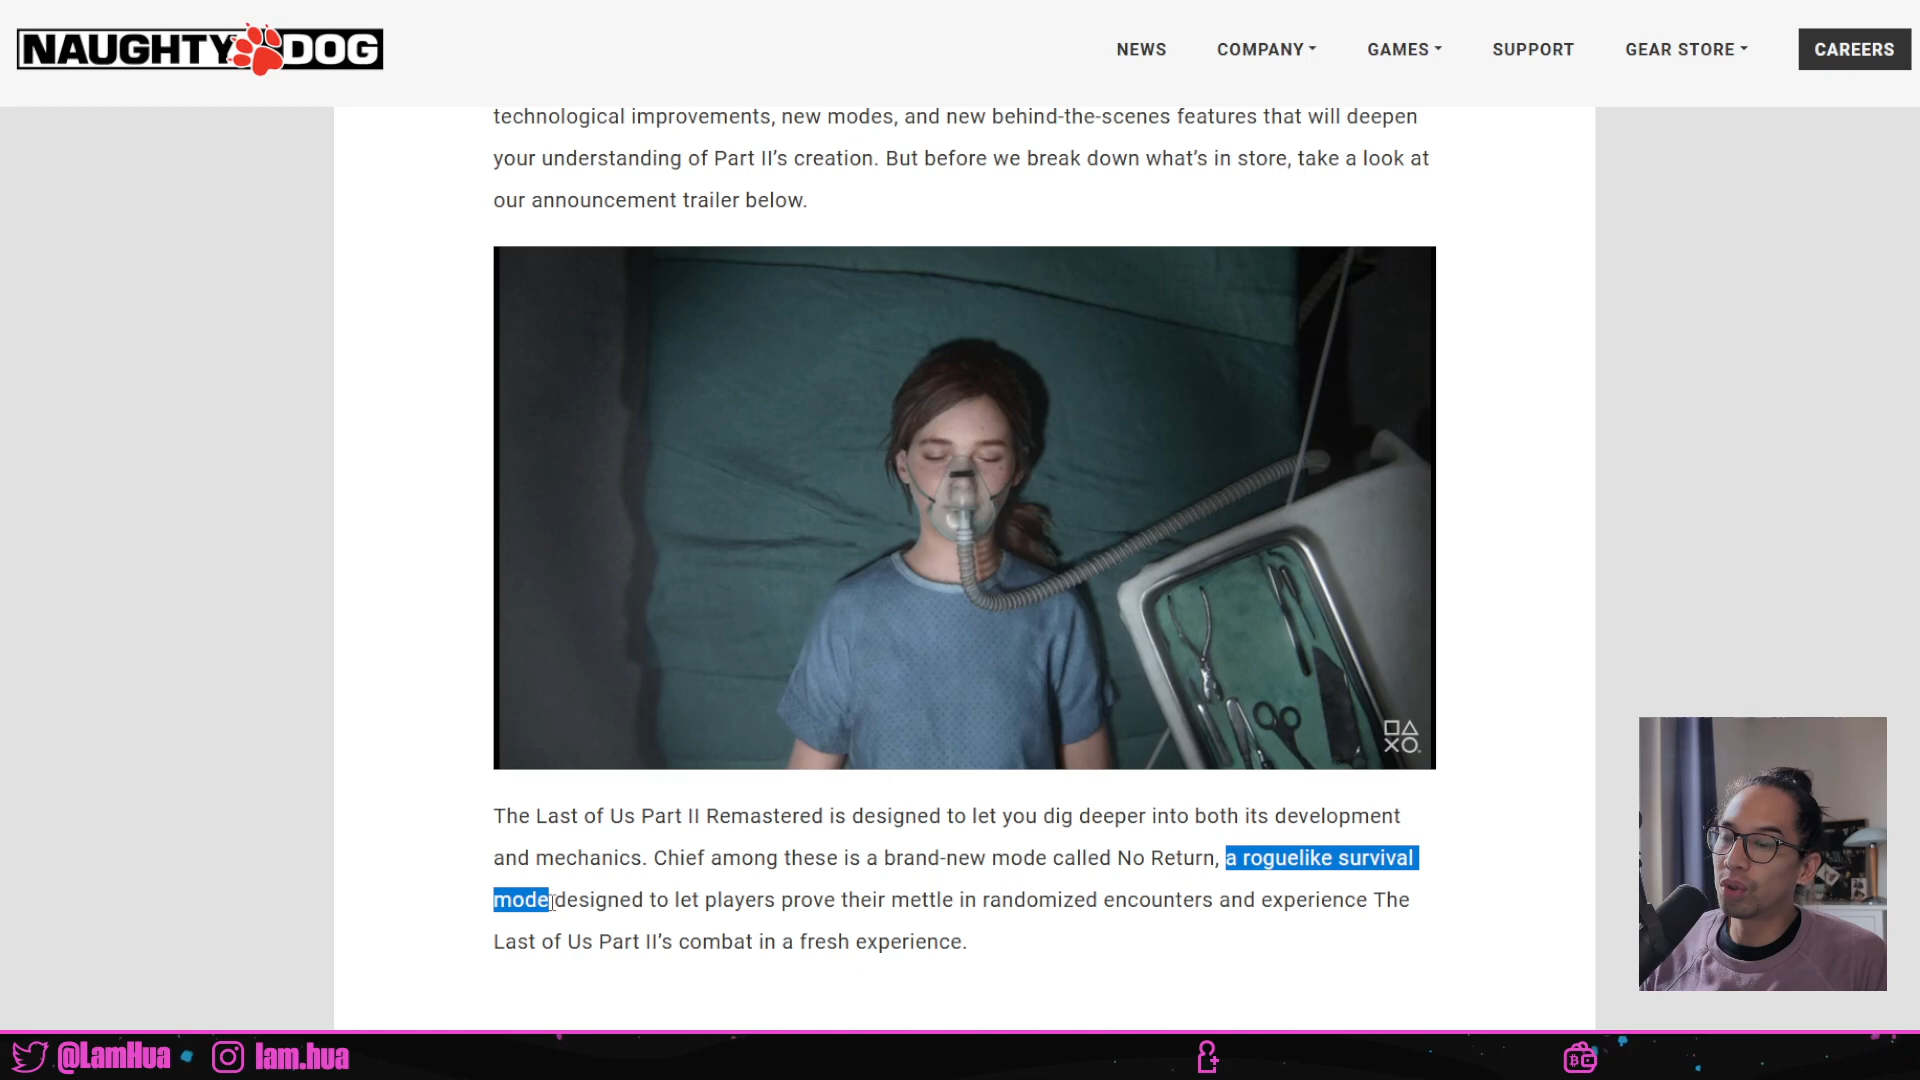 NAUGHTY DOG
NEWS
COMPANY
GAMES
SUPPORT
GEAR STORE
CAREERS
technological improvements, new modes, and new behind-the-scenes features that will deepen
your understanding of Part II’s creation. But before we break down what’s in store, take a look at
our announcement trailer below.
The Last of Us Part II Remastered is designed to let you dig deeper into both its development
and mechanics. Chief among these is a brand-new mode called No Return, a roguelike survival
mode designed to let players prove their mettle in randomized encounters and experience The
Last of Us Part II’s combat in a fresh experience.
@LamHua
lam.hua